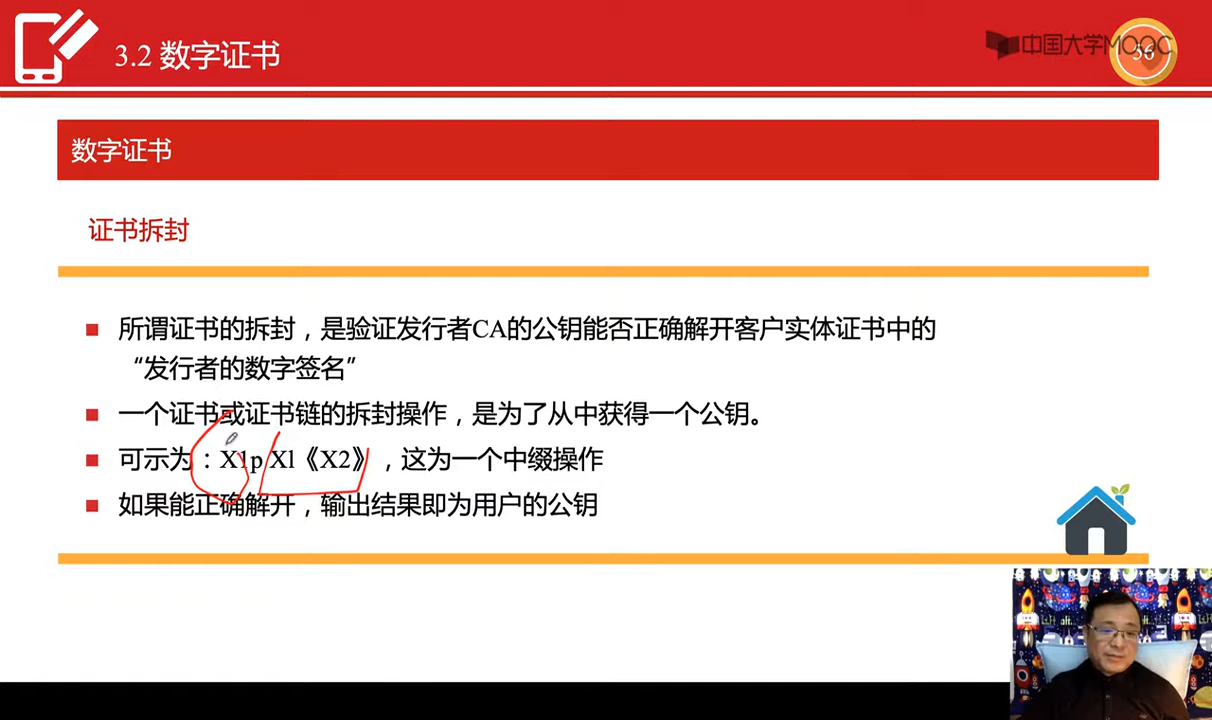 3.2 数字证书
中国大学MOOC
56
数字证书
证书拆封
所谓证书的拆封，是验证发行者CA的公钥能否正确解开客户实体证书中的
“发行者的数字签名”
一个证书或证书链的拆封操作，是为了从中获得一个公钥。
可示为：X1p Xl《X2》，这为一个中缀操作
如果能正确解开，输出结果即为用户的公钥